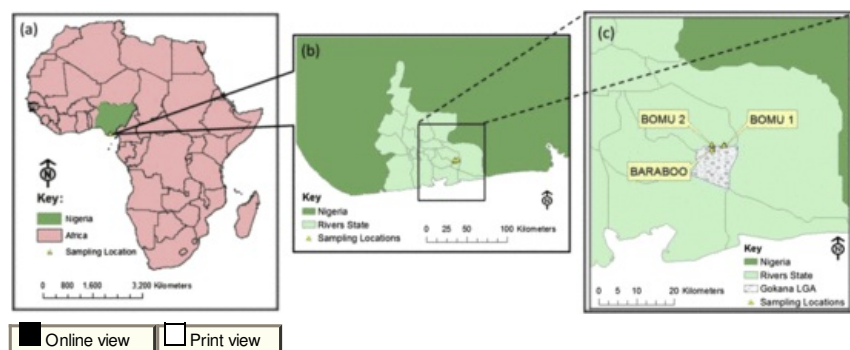 (a)
Key:
Nigeria
Africa
Sampling Location
0 800 1,600 3,200 Kilometers
N
(b)
Key
Nigeria
Rivers State
Sampling Locations
0 25 50 100 Kilometers
N
(c)
BOMU 2
BOMU 1
BARABOO
Key
Nigeria
Rivers State
Gokana LGA
Sampling Locations
0 5 10 20 Kilometers
N
Online view
Print view